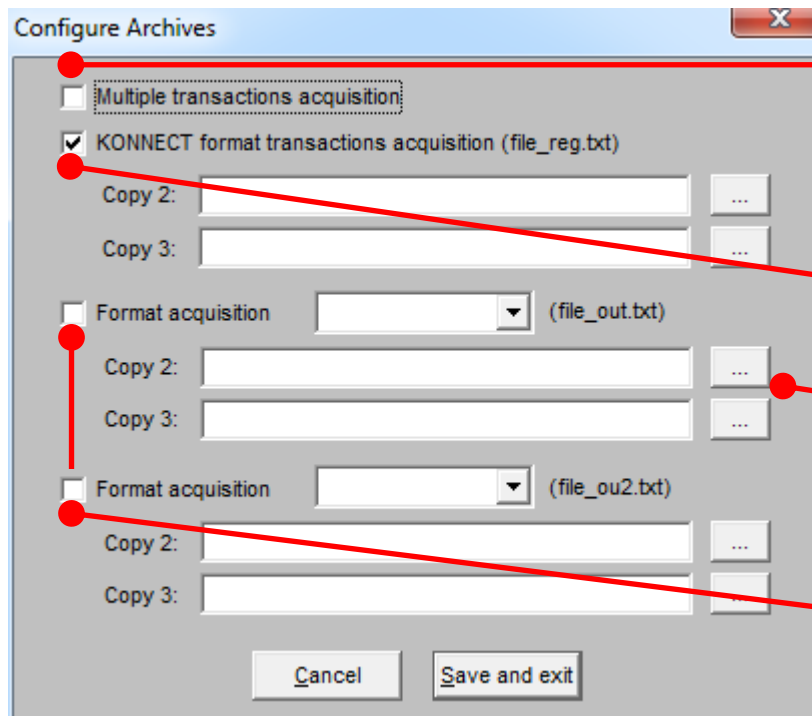 Configure Archives
Multiple transactions acquisition
KONNECT format transactions acquisition (file_reg.txt)
Copy 2: ...
Copy 3: ...
Format acquisition (file_out.txt)
Copy 2: ...
Copy 3: ...
Format acquisition (file_ou2.txt)
Copy 2: ...
Copy 3: ...
Cancel Save and exit